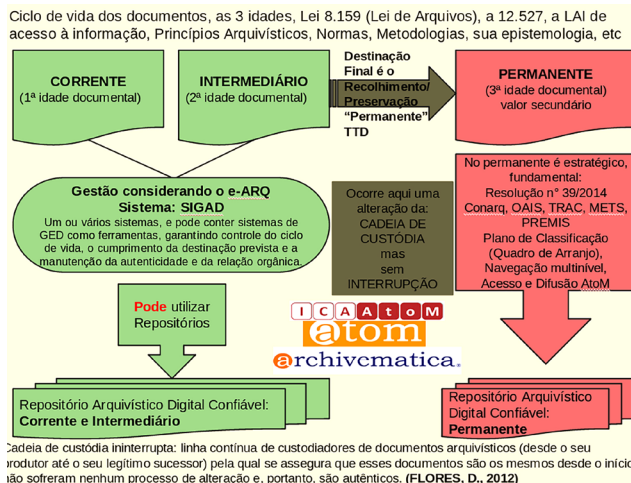 Ciclo de vida dos documentos, as 3 idades, Lei 8.159 (Lei de Arquivos), a 12.527, a LAI de
acesso à informação, Princípios Arquivísticos, Normas, Metodologias, sua epistemologia, etc
CORRENTE
(1ª idade documental)
INTERMEDIÁRIO
(2ª idade documental)
Destinação
Final é o
Recolhimento/
Preservação
“Permanente”
TTD
PERMANENTE
(3ª idade documental)
valor secundário
Gestão considerando o e-ARQ
Sistema: SIGAD
Um ou vários sistemas, e pode conter sistemas de
GED como ferramentas, garantindo controle do ciclo
de vida, o cumprimento da destinação prevista e a
manutenção da autenticidade e da relação orgânica.
Ocorre aqui uma
alteração da:
CADEIA DE
CUSTÓDIA
mas
sem
INTERRUPÇÃO
No permanente é estratégico,
fundamental:
Resolução n° 39/2014
Conarq, OAIS, TRAC, METS,
PREMIS
Plano de Classificação
(Quadro de Arranjo),
Navegação multinível,
Acesso e Difusão AtoM
Pode utilizar
Repositórios
ICAAtoM
atom
archivematica
Repositório Arquivístico Digital Confiável:
Corrente e Intermediário
Repositório Arquivístico
Digital Confiável:
Permanente
Cadeia de custódia ininterrupta: linha contínua de custodiadores de documentos arquivísticos (desde o seu
produtor até o seu legítimo sucessor) pela qual se assegura que esses documentos são os mesmos desde o início
não sofreram nenhum processo de alteração e, portanto, são autênticos. (FLORES, D., 2012)